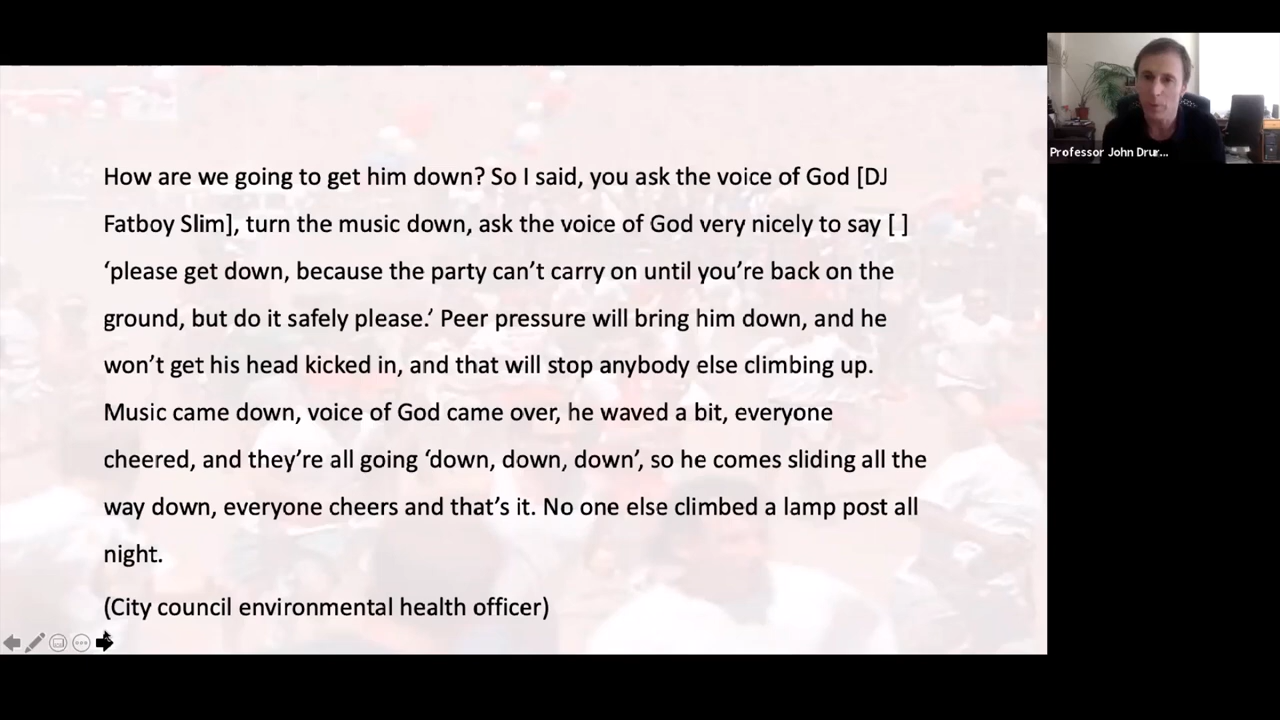 How are we going to get him down? So I said, you ask the voice of God [DJ
Fatboy Slim], turn the music down, ask the voice of God very nicely to say [ ]
‘please get down, because the party can’t carry on until you’re back on the
ground, but do it safely please.’ Peer pressure will bring him down, and he
won’t get his head kicked in, and that will stop anybody else climbing up.
Music came down, voice of God came over, he waved a bit, everyone
cheered, and they’re all going ‘down, down, down’, so he comes sliding all the
way down, everyone cheers and that’s it. No one else climbed a lamp post all
night.
(City council environmental health officer)
Professor John Drur...